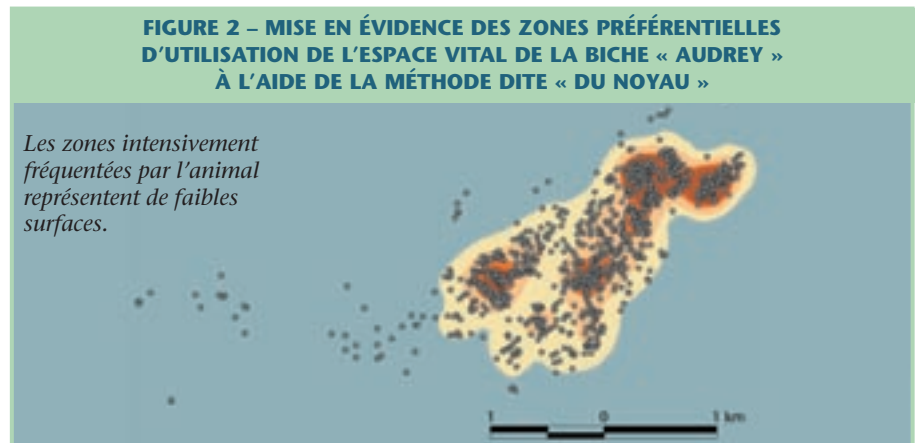 FIGURE 2 – MISE EN ÉVIDENCE DES ZONES PRÉFÉRENTIELLES
D’UTILISATION DE L’ESPACE VITAL DE LA BICHE « AUDREY »
À L’AIDE DE LA MÉTHODE DITE « DU NOYAU »
Les zones intensivement
fréquentées par l’animal
représentent de faibles
surfaces.
1 0 1 km